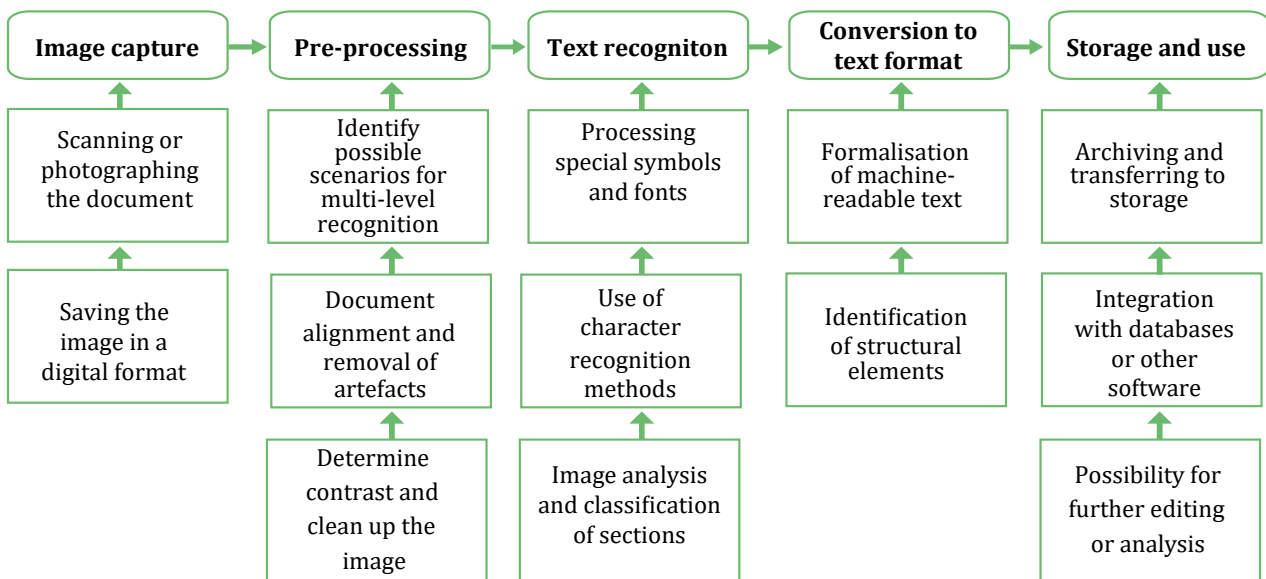 Image capture
Pre-processing
Text recogniton
Conversion to
text format
Storage and use
Scanning or
photographing
the document
Identify
possible
scenarios for
multi-level
recognition
Processing
special symbols
and fonts
Formalisation
of machine-
readable text
Archiving and
transferring to
storage
Saving the
image in a
digital format
Document
alignment and
removal of
artefacts
Use of
character
recognition
methods
Identification
of structural
elements
Integration
with databases
or other
software
Determine
contrast and
clean up the
image
Image analysis
and classification
of sections
Possibility for
further editing
or analysis